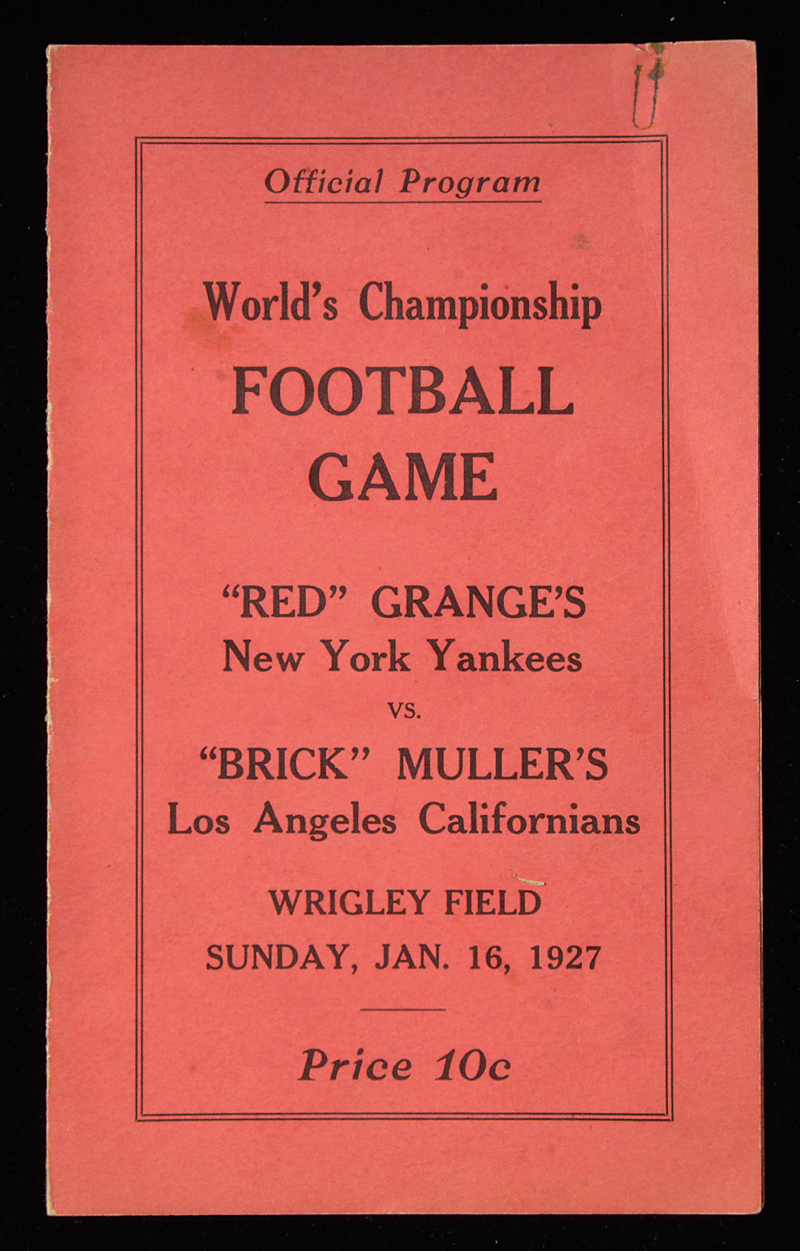 Official Program
World's Championship
FOOTBALL
GAME
"RED" GRANGE'S
New York Yankees
vs.
"BRICK" MULLER'S
Los Angeles Californians
WRIGLEY FIELD
SUNDAY, JAN. 16, 1927
Price 10c